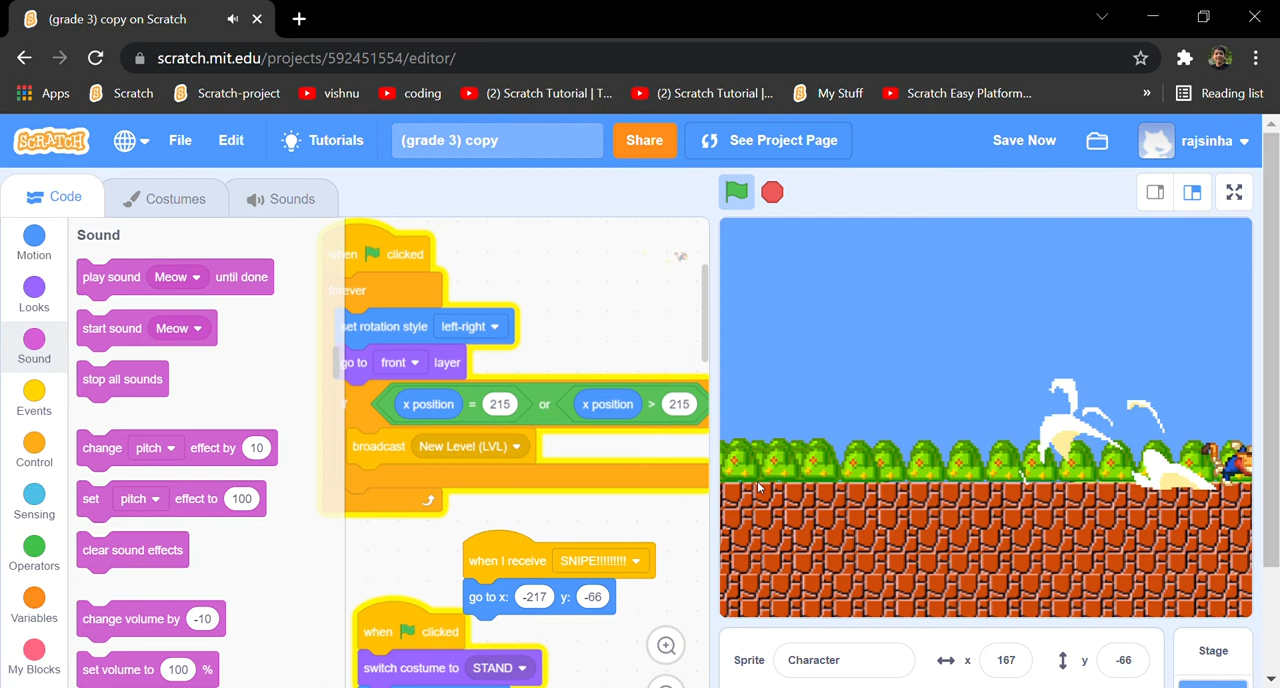 (grade 3) copy on Scratch
scratch.mit.edu/projects/592451554/editor/
Apps Scratch Scratch-project vishnu coding (2) Scratch Tutorial | T... (2) Scratch Tutorial |... My Stuff Scratch Easy Platform... » Reading list
SCRATCH File Edit Tutorials (grade 3) copy Share See Project Page Save Now rajsinha
Code Costumes Sounds
Motion
Looks
Sound
Events
Control
Sensing
Operators
Variables
My Blocks
Sound
play sound Meow until done
start sound Meow
stop all sounds
change pitch effect by 10
set pitch effect to 100
clear sound effects
change volume by -10
set volume to 100 %
when clicked
forever
set rotation style left-right
go to front layer
if x position = 215 or x position > 215
broadcast New Level (LVL)
when I receive SNIPE!!!!!!!!!
go to x: -217 y: -66
when clicked
switch costume to STAND
Sprite Character x 167 y -66
Stage